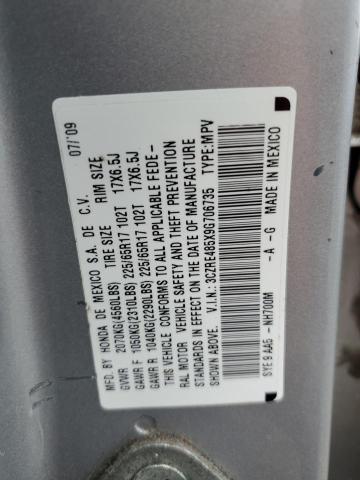 MFD. BY HONDA DE MEXICO S.A. DE C.V. 07/'09
TIRE SIZE RIM SIZE
GVWR 2070KG(4560LBS)
GAWR F 1050KG(2310LBS) 225/65R17 102T 17X6.5J
GAWR R 1040KG(2290LBS) 225/65R17 102T 17X6.5J
THIS VEHICLE CONFORMS TO ALL APPLICABLE FEDE-
RAL MOTOR VEHICLE SAFETY AND THEFT PREVENTION
STANDARDS IN EFFECT ON THE DATE OF MANUFACTURE
SHOWN ABOVE. V.I.N: 3CZRE485X9G706735 TYPE:MPV
SYE 9 AA5 -NH700M -A -G MADE IN MEXICO